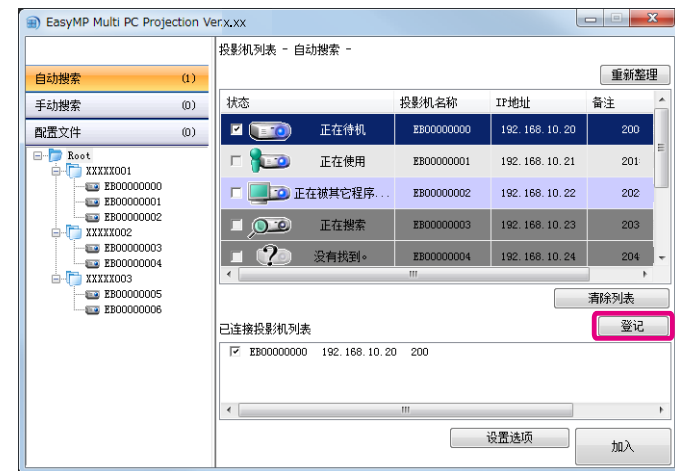 EasyMP Multi PC Projection Ver.x.xx
投影机列表 - 自动搜索 -
自动搜索 (1)
手动搜索 (0)
配置文件 (0)
Root
XXXXX001
EB00000000
EB00000001
EB00000002
XXXXX002
EB00000003
EB00000004
XXXXX003
EB00000005
EB00000006
重新整理
状态 投影机名称 IP地址 备注
正在待机 EB00000000 192.168.10.20 200
正在使用 EB00000001 192.168.10.21 201
正在被其它程序... EB00000002 192.168.10.22 202
正在搜索 EB00000003 192.168.10.23 203
没有找到。 EB00000004 192.168.10.24 204
清除列表
已连接投影机列表
登记
EB00000000 192.168.10.20 200
设置选项
加入